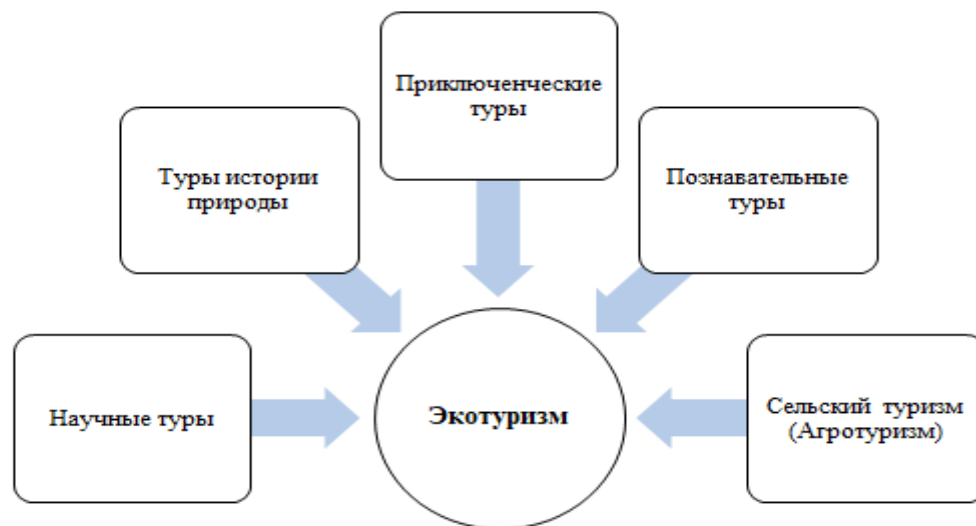 Приключенческие
туры
Туры истории
природы
Познавательные
туры
Научные туры
Экотуризм
Сельский туризм
(Агротуризм)